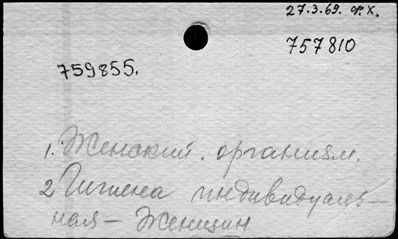 27.3.69. Ф.Х.
757810
759855.
1. Женский организм.
2 Гигиена индивидуаль-
ная – Женщин